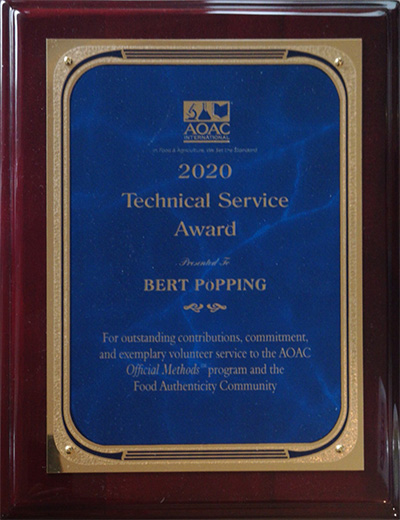 AOAC
INTERNATIONAL
In Food & Agriculture, We Set the Standard
2020
Technical Service
Award
Presented To
BERT PoPPING
For outstanding contributions, commitment,
and exemplary volunteer service to the AOAC
Official Methods℠ program and the
Food Authenticity Community